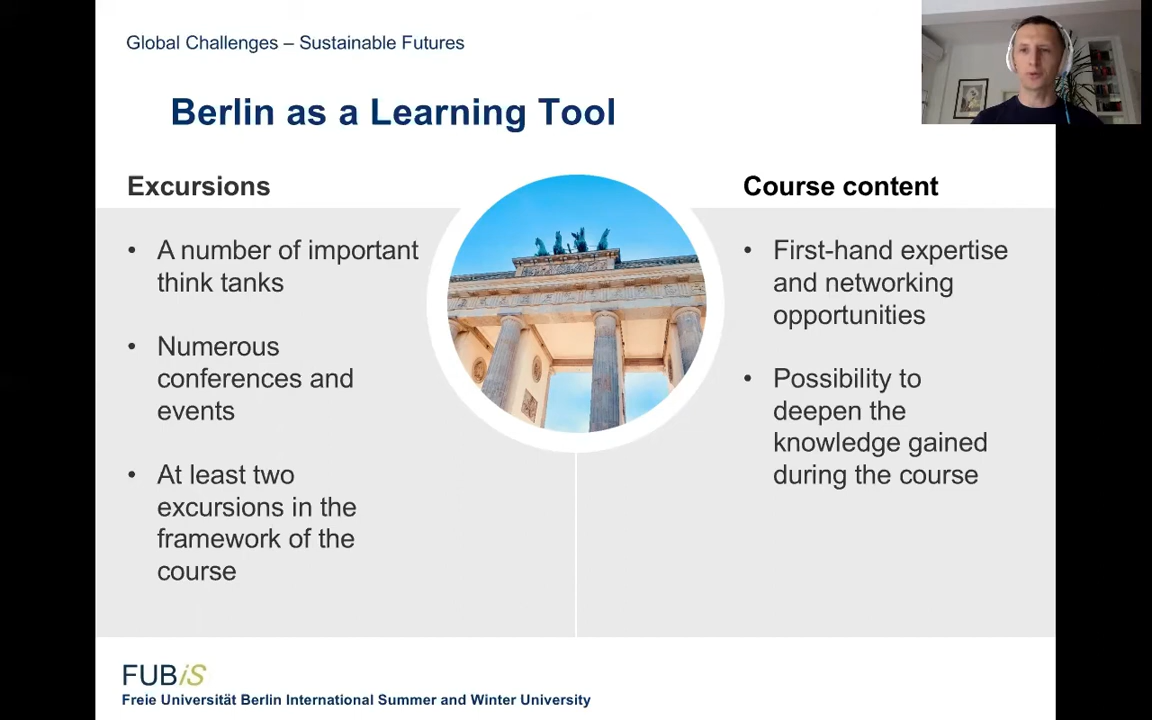 Global Challenges – Sustainable Futures
Berlin as a Learning Tool
Excursions
• A number of important
think tanks
• Numerous
conferences and
events
• At least two
excursions in the
framework of the
course
Course content
• First-hand expertise
and networking
opportunities
• Possibility to
deepen the
knowledge gained
during the course
FUBiS
Freie Universität Berlin International Summer and Winter University